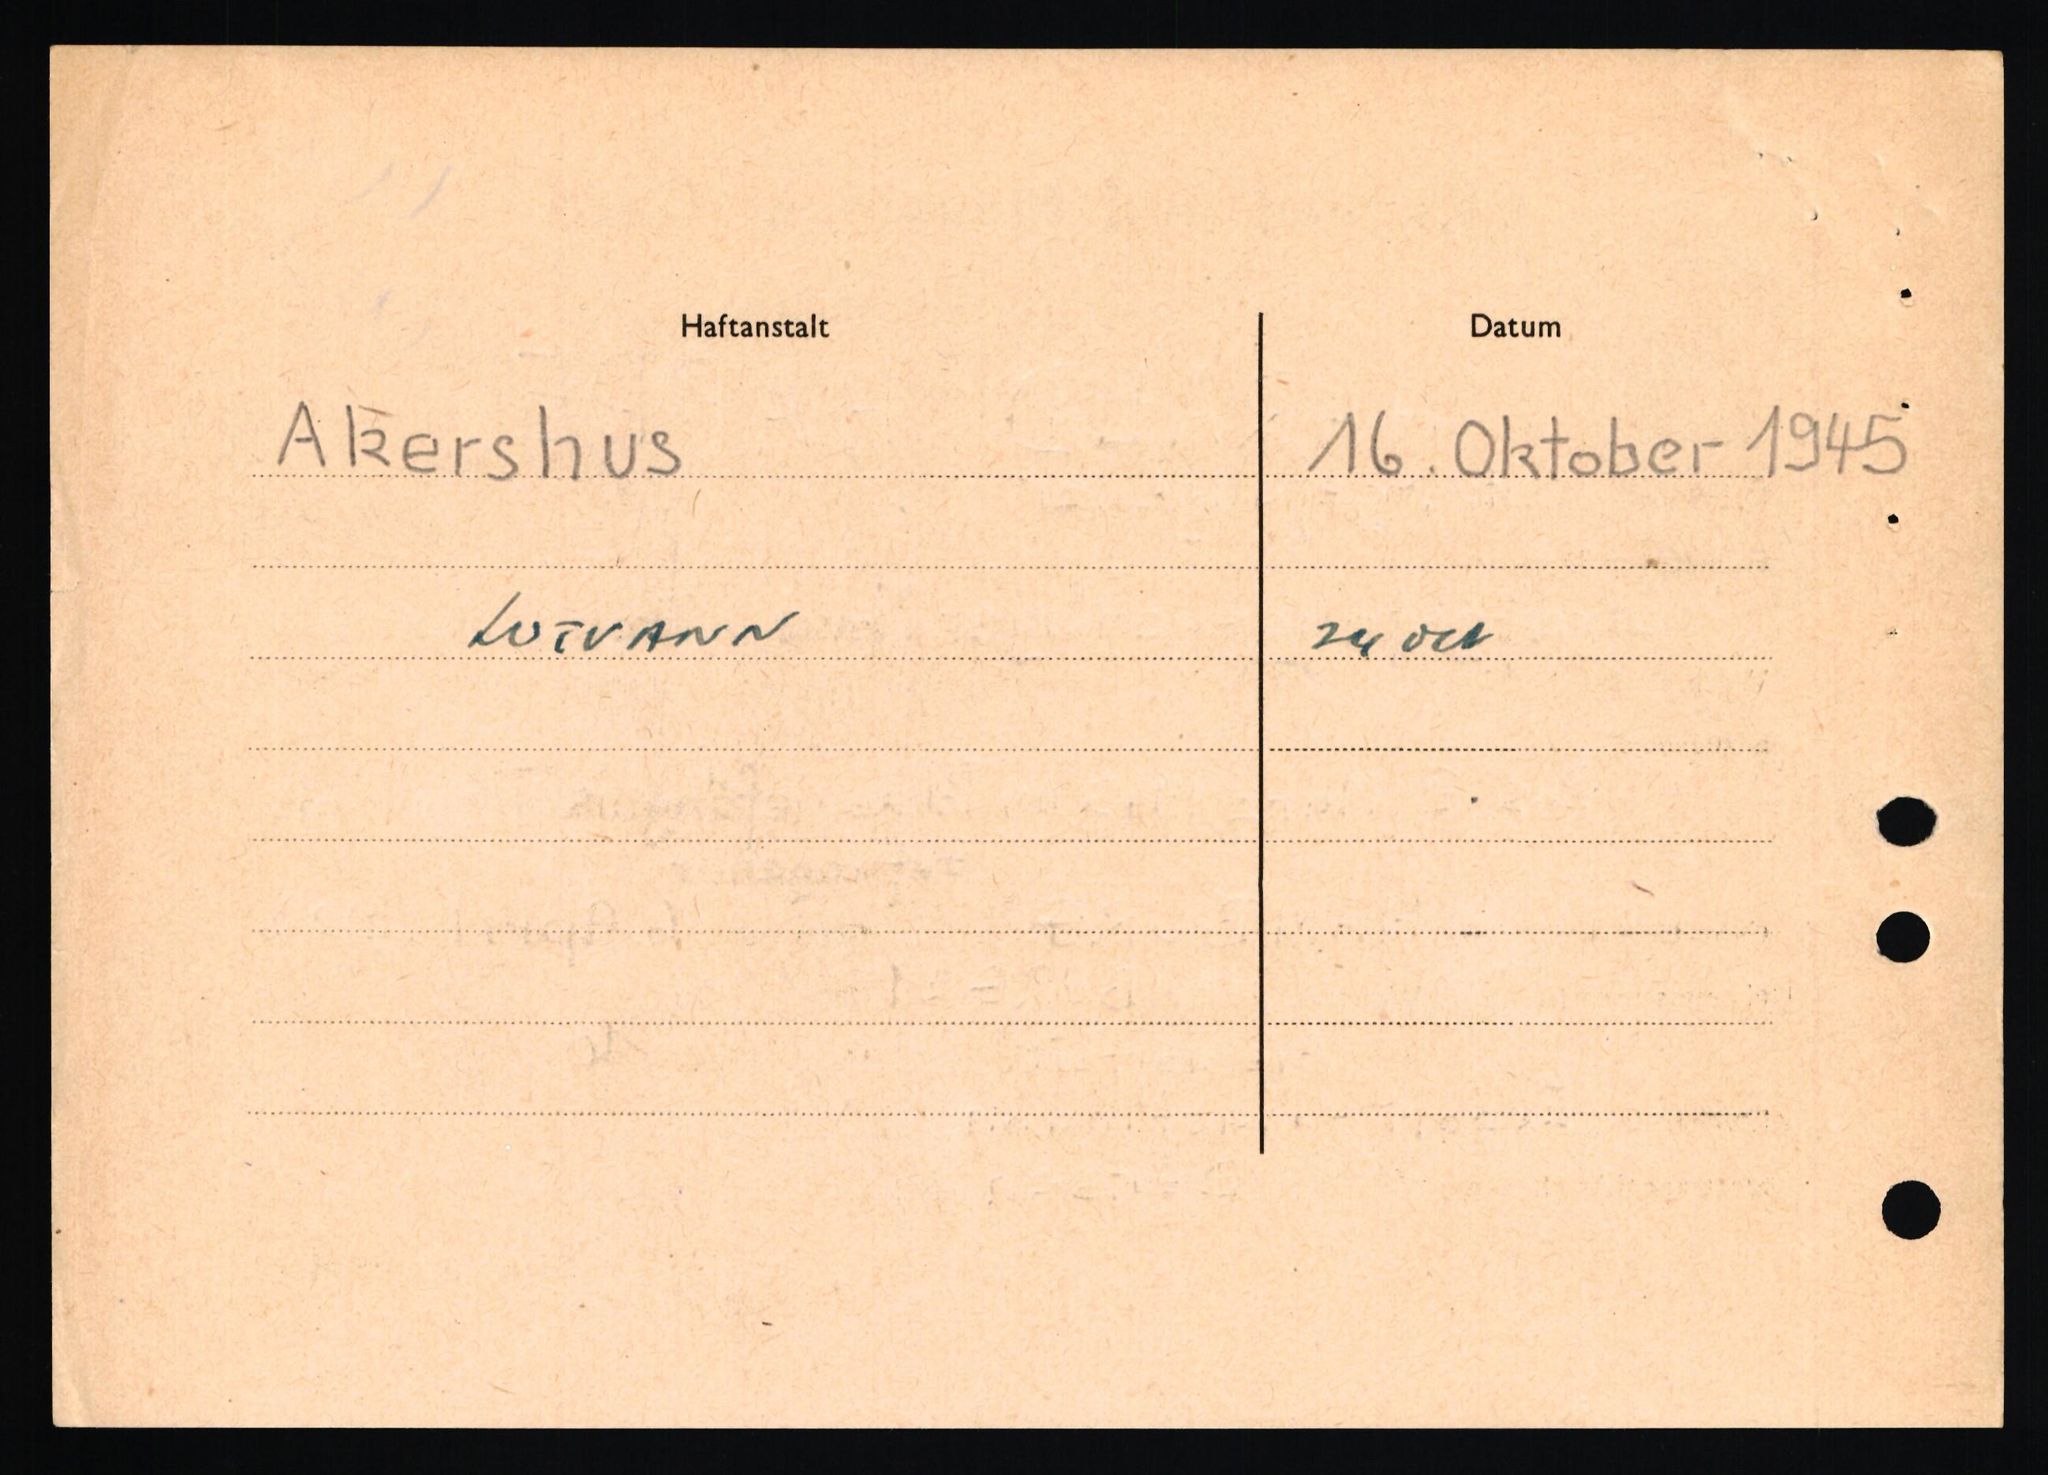 Haftanstalt Datum
Akershus 16. Oktober 1945
LUTVANN 24 Oct